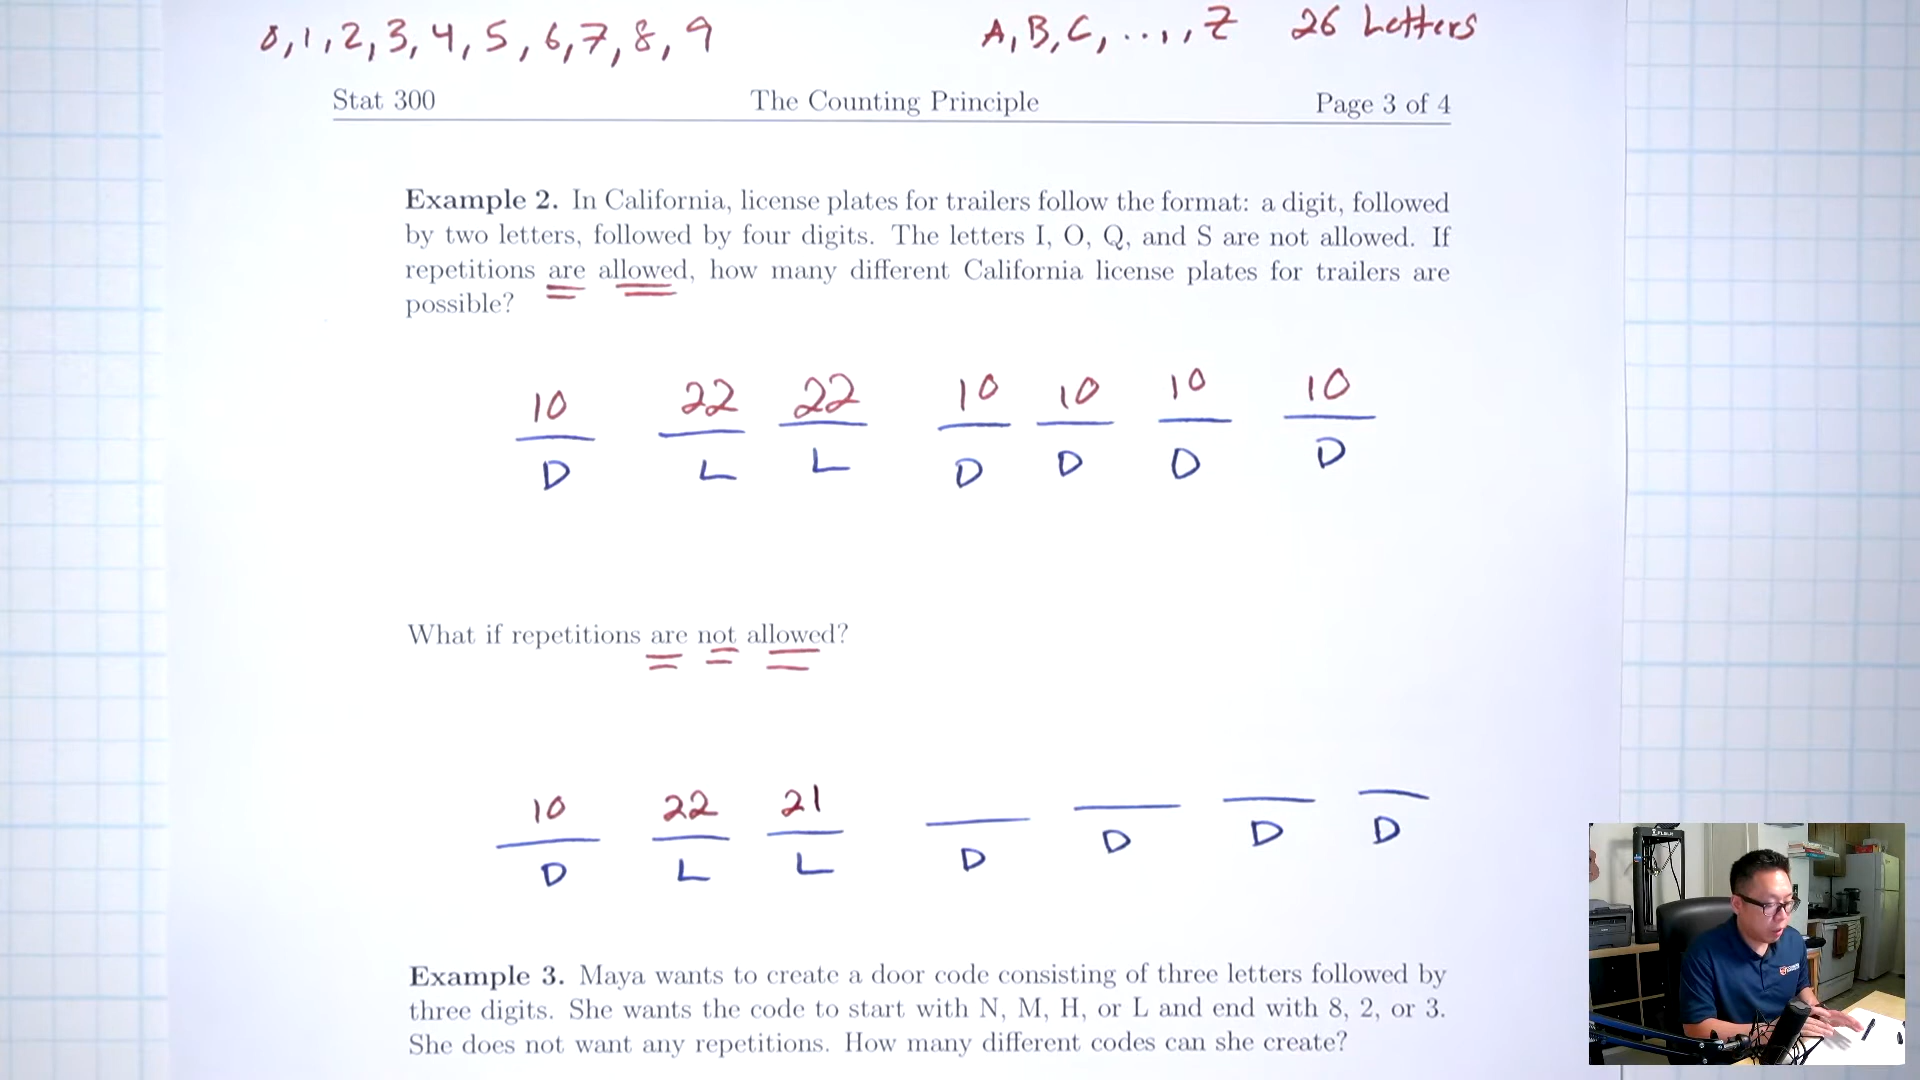 0,1,2,3,4,5,6,7,8,9 A,B,C,...,Z 26 Letters
Stat 300 The Counting Principle Page 3 of 4
Example 2. In California, license plates for trailers follow the format: a digit, followed
by two letters, followed by four digits. The letters I, O, Q, and S are not allowed. If
repetitions are allowed, how many different California license plates for trailers are
possible?
10 22 22 10 10 10 10
D L L D D D D
What if repetitions are not allowed?
10 22 21
D L L D D D D
Example 3. Maya wants to create a door code consisting of three letters followed by
three digits. She wants the code to start with N, M, H, or L and end with 8, 2, or 3.
She does not want any repetitions. How many different codes can she create?